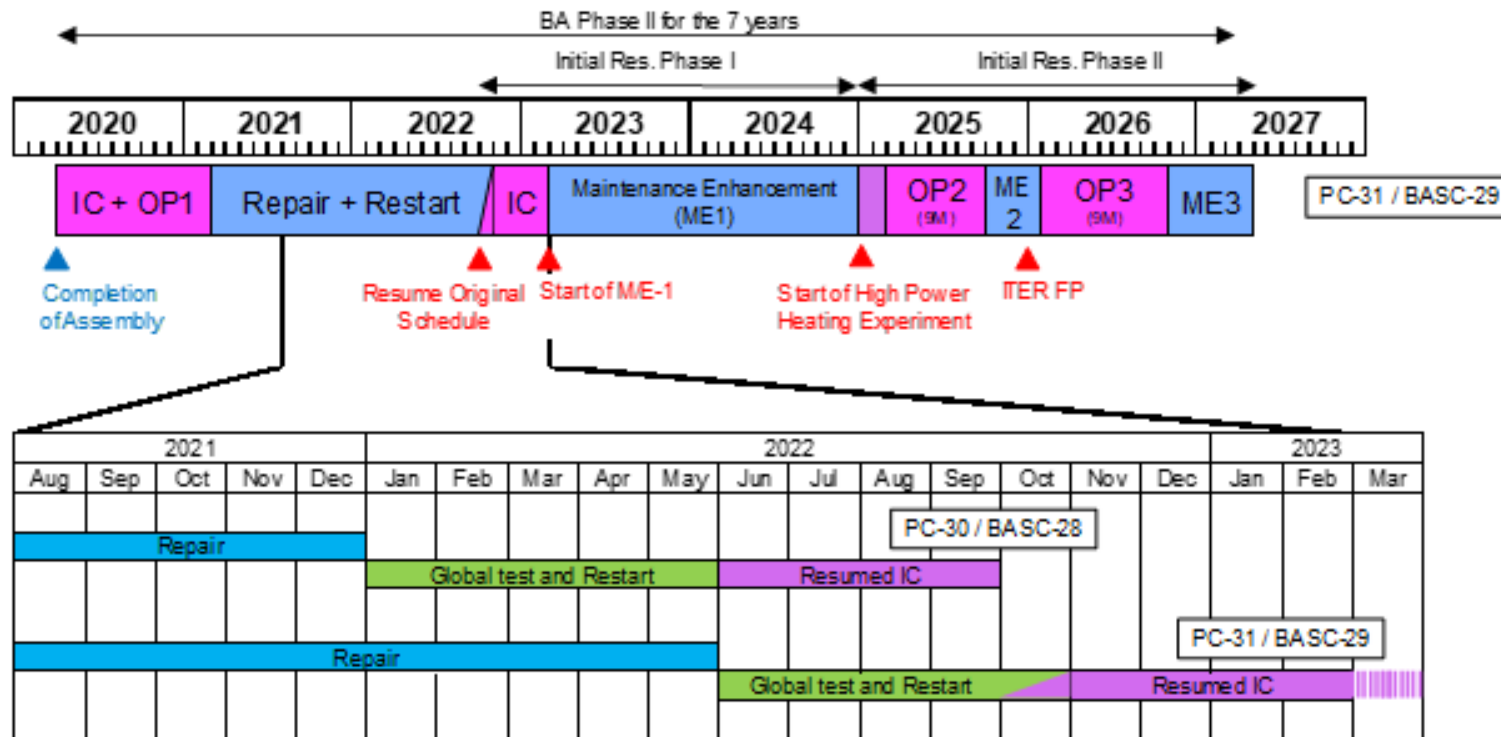 BA Phase II for the 7 years
Initial Res. Phase I
Initial Res. Phase II
2020 2021 2022 2023 2024 2025 2026 2027
IC + OP1
Repair + Restart
IC
Maintenance Enhancement
(ME1)
OP2
(9M)
ME
2
OP3
(9M)
ME3
PC-31 / BASC-29
Completion
of Assembly
Resume Original
Schedule
Start of M/E-1
Start of High Power
Heating Experiment
ITER FP
2021 2022 2023
Aug Sep Oct Nov Dec Jan Feb Mar Apr May Jun Jul Aug Sep Oct Nov Dec Jan Feb Mar
PC-30 / BASC-28
Repair
Global test and Restart
Resumed IC
PC-31 / BASC-29
Repair
Global test and Restart
Resumed IC